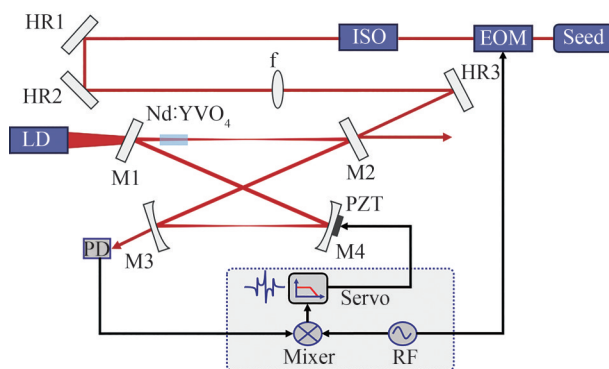 HR1
ISO
EOM
Seed
HR2
f
HR3
Nd:YVO₄
LD
M1
M2
PZT
PD
M3
M4
Servo
Mixer
RF